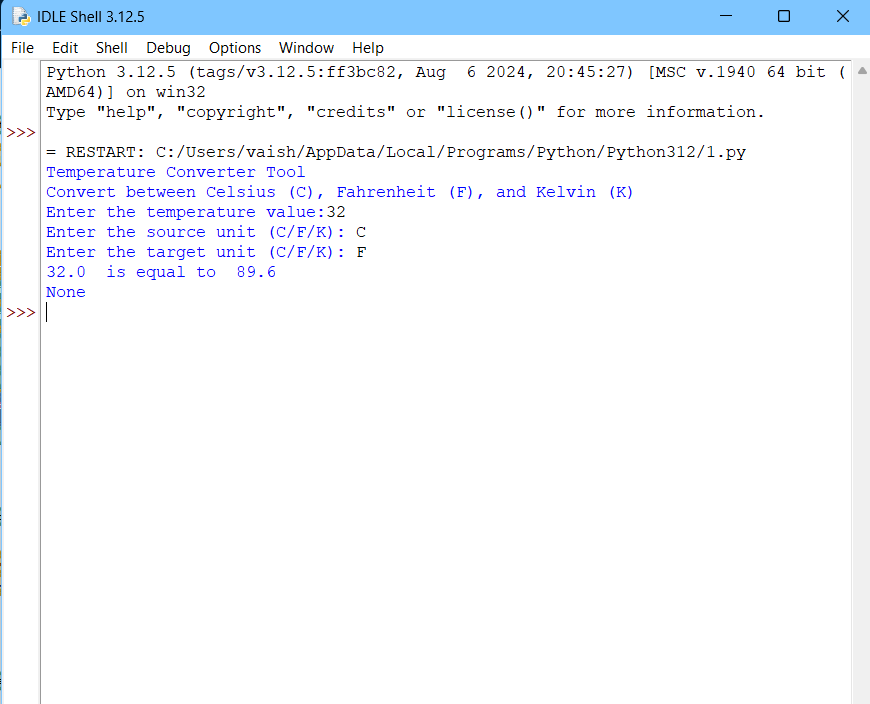 IDLE Shell 3.12.5
File Edit Shell Debug Options Window Help
Python 3.12.5 (tags/v3.12.5:ff3bc82, Aug  6 2024, 20:45:27) [MSC v.1940 64 bit (
AMD64)] on win32
Type "help", "copyright", "credits" or "license()" for more information.
>>>
= RESTART: C:/Users/vaish/AppData/Local/Programs/Python/Python312/1.py
Temperature Converter Tool
Convert between Celsius (C), Fahrenheit (F), and Kelvin (K)
Enter the temperature value:32
Enter the source unit (C/F/K): C
Enter the target unit (C/F/K): F
32.0  is equal to  89.6
None
>>>